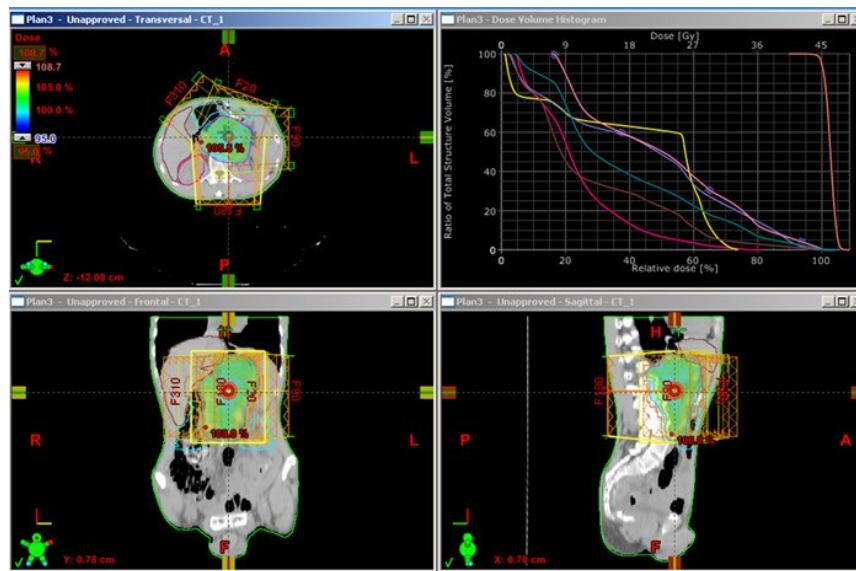 Plan3 - Unapproved - Transversal - CT_1
Dose
108.7 %
108.7
105.0 %
100.0 %
95.0
95.0 %
A
F310
F20
F90
105.0 %
R
L
F180
P
Z: -12.00 cm
Plan3 - Dose Volume Histogram
Dose [Gy]
0 9 18 27 36 45
Ratio of Total Structure Volume [%]
100
80
60
40
20
0
0 20 40 60 80 100
Relative dose [%]
Plan3 - Unapproved - Frontal - CT_1
H
F310
F180
F20
F90
105.0 %
R
L
F
Y: 0.78 cm
Plan3 - Unapproved - Sagittal - CT_1
H
F180
P
A
F
X: 0.78 cm